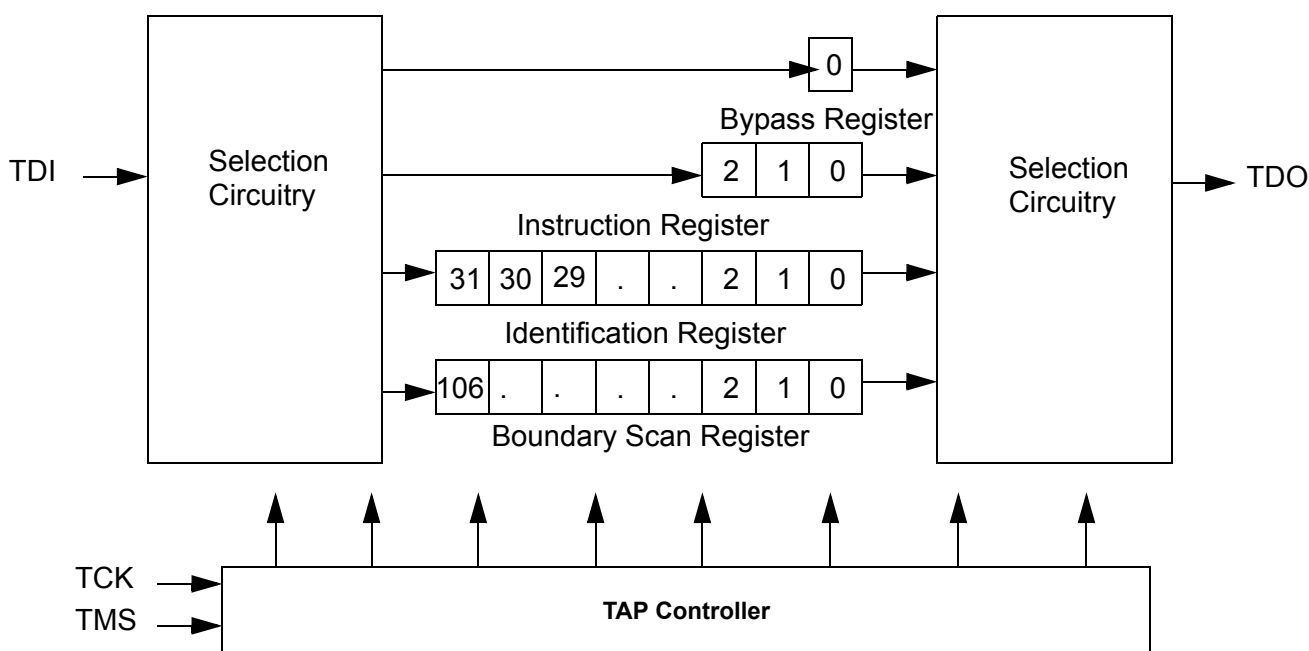 0
Bypass Register
TDI
Selection
Circuitry
2 1 0
Selection
Circuitry
TDO
Instruction Register
31 30 29 . . 2 1 0
Identification Register
106 . . . . 2 1 0
Boundary Scan Register
TCK
TMS
TAP Controller